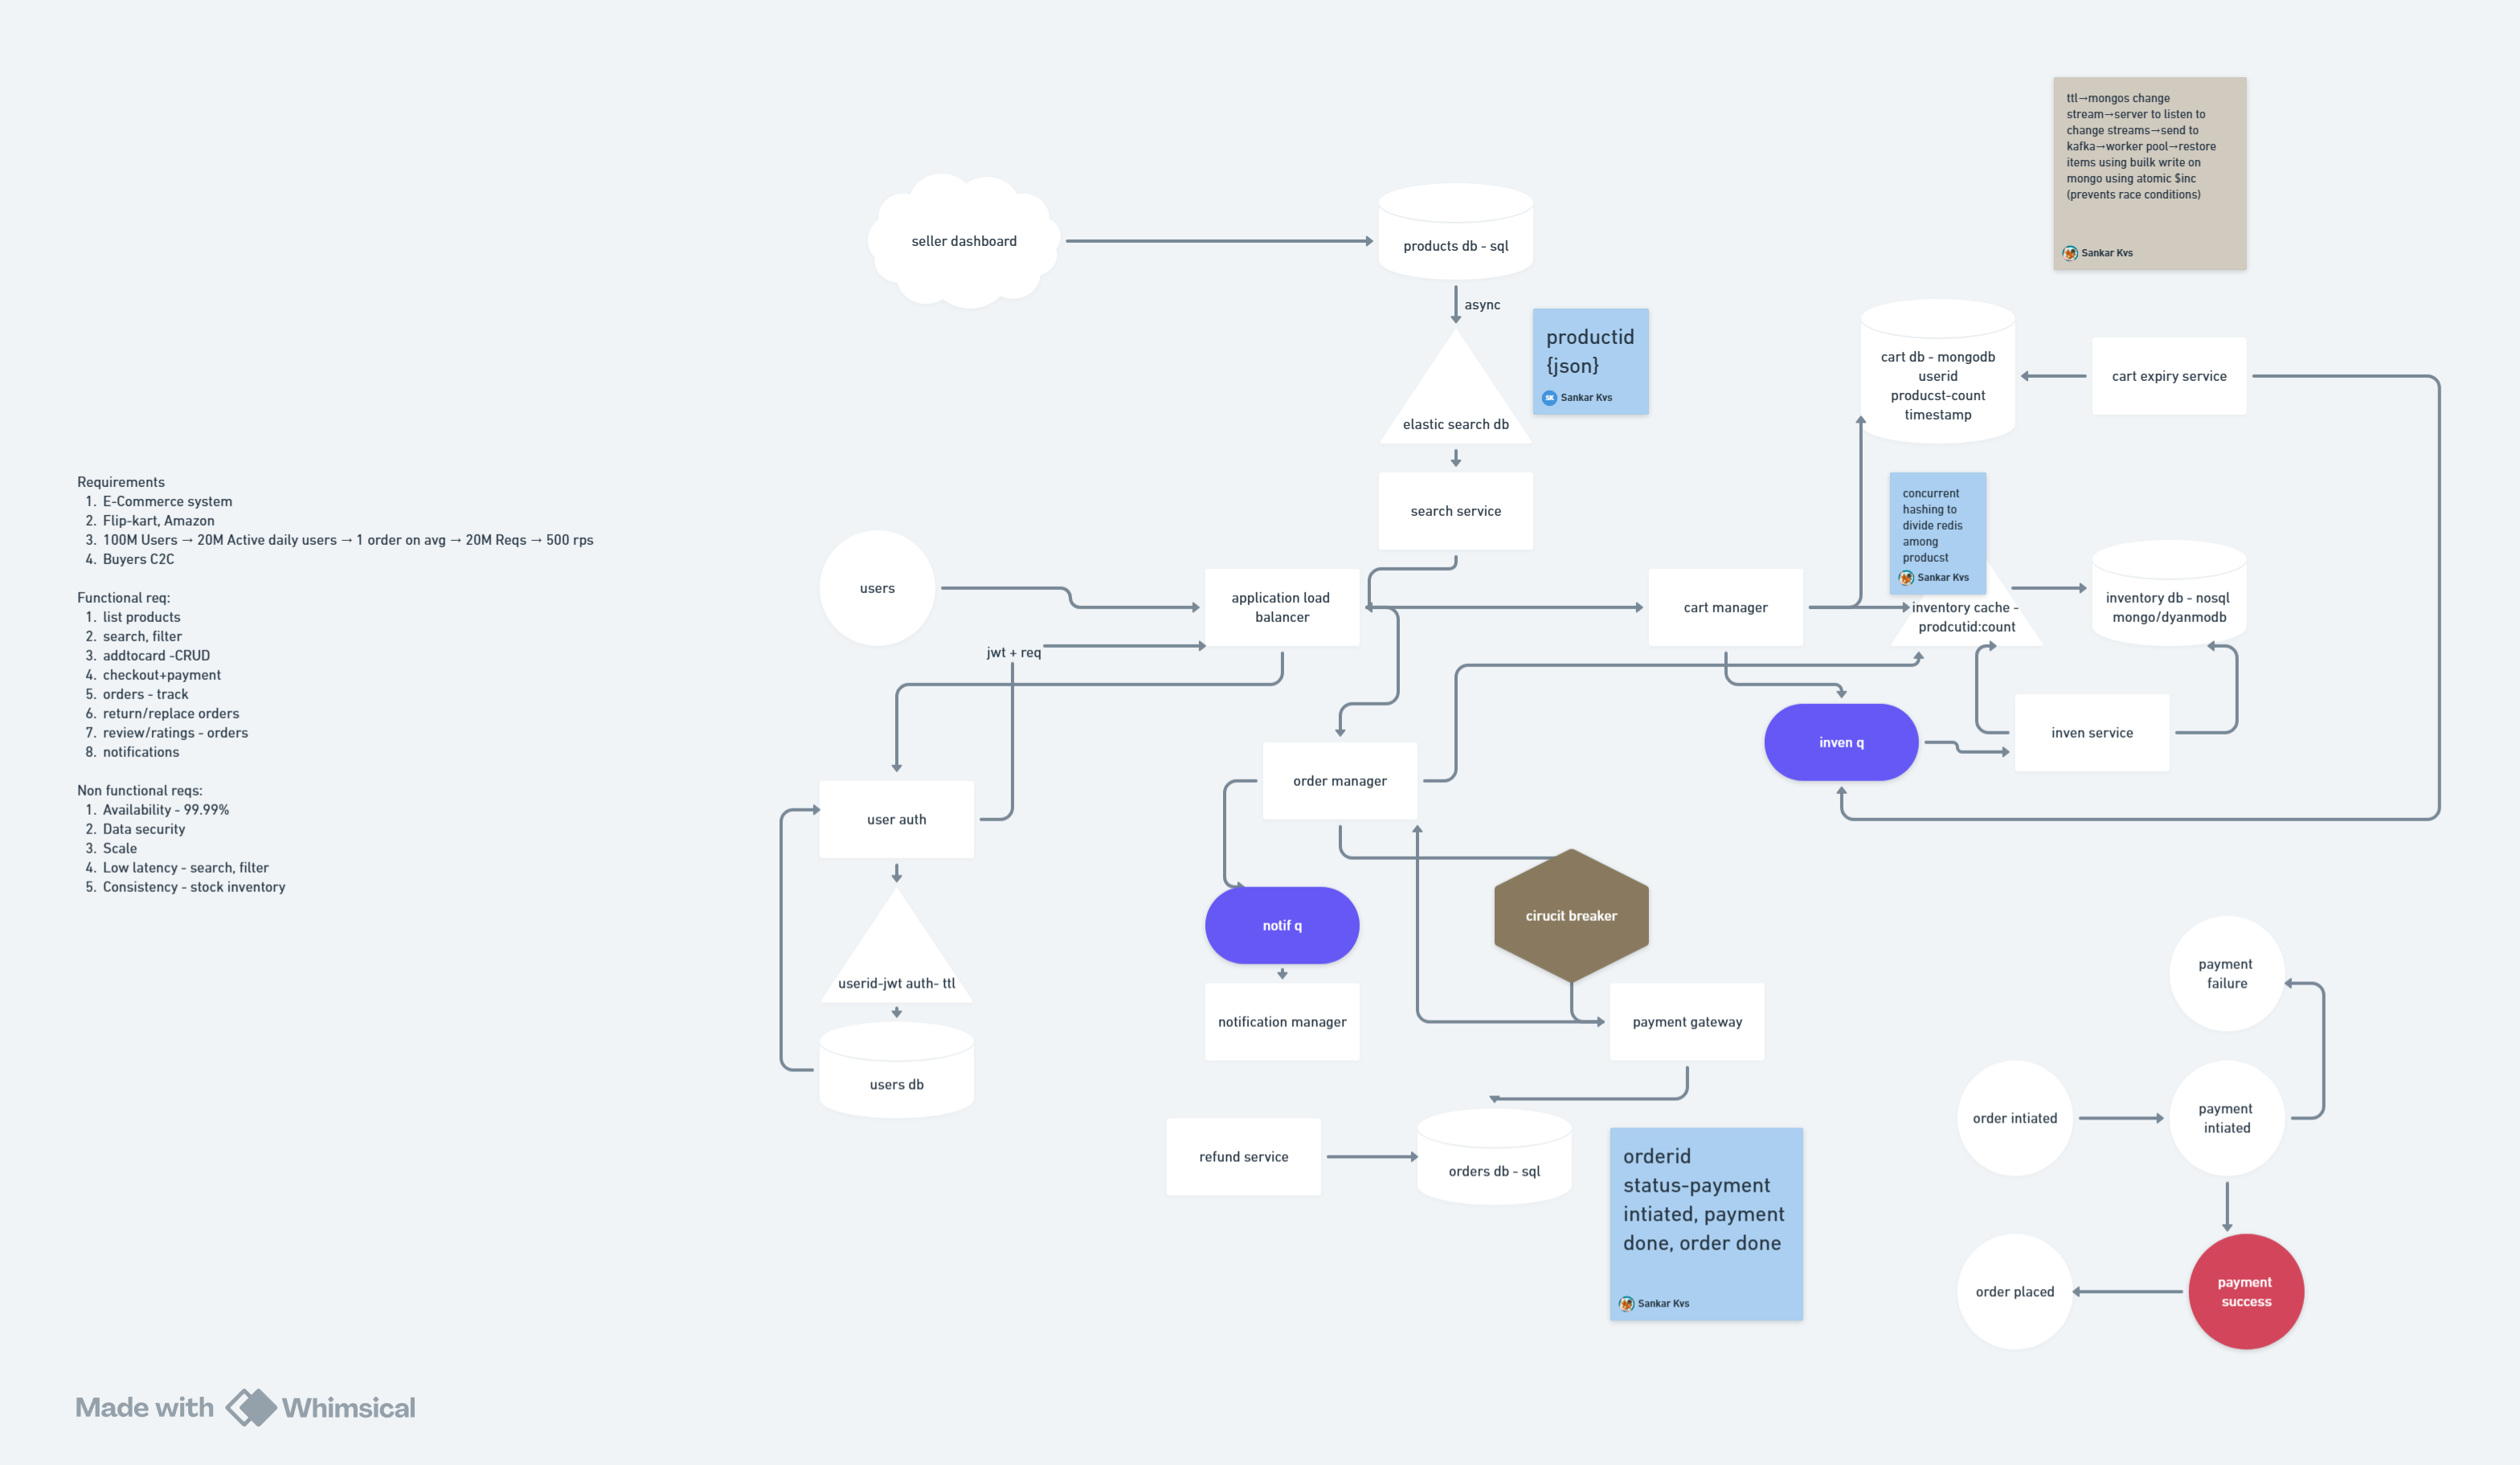 ttl→mongos change
stream→server to listen to
change streams→send to
kafka→worker pool→restore
items using builk write on
mongo using atomic $inc
(prevents race conditions)
Sankar Kvs
seller dashboard
products db - sql
async
productid
{json}
SK
Sankar Kvs
elastic search db
search service
cart db - mongodb
userid
producst-count
timestamp
cart expiry service
Requirements
1. E-Commerce system
2. Flip-kart, Amazon
3. 100M Users → 20M Active daily users → 1 order on avg → 20M Reqs → 500 rps
4. Buyers C2C
Functional req:
1. list products
2. search, filter
3. addtocard -CRUD
4. checkout+payment
5. orders - track
6. return/replace orders
7. review/ratings - orders
8. notifications
Non functional reqs:
1. Availability - 99.99%
2. Data security
3. Scale
4. Low latency - search, filter
5. Consistency - stock inventory
users
application load
balancer
jwt + req
cart manager
concurrent
hashing to
divide redis
among
producst
Sankar Kvs
inventory cache -
prodcutid:count
inventory db - nosql
mongo/dyanmodb
inven q
inven service
order manager
user auth
userid-jwt auth- ttl
users db
notif q
notification manager
cirucit breaker
payment gateway
refund service
orders db - sql
orderid
status-payment
intiated, payment
done, order done
Sankar Kvs
payment
failure
order intiated
payment
intiated
order placed
payment
success
Made with Whimsical